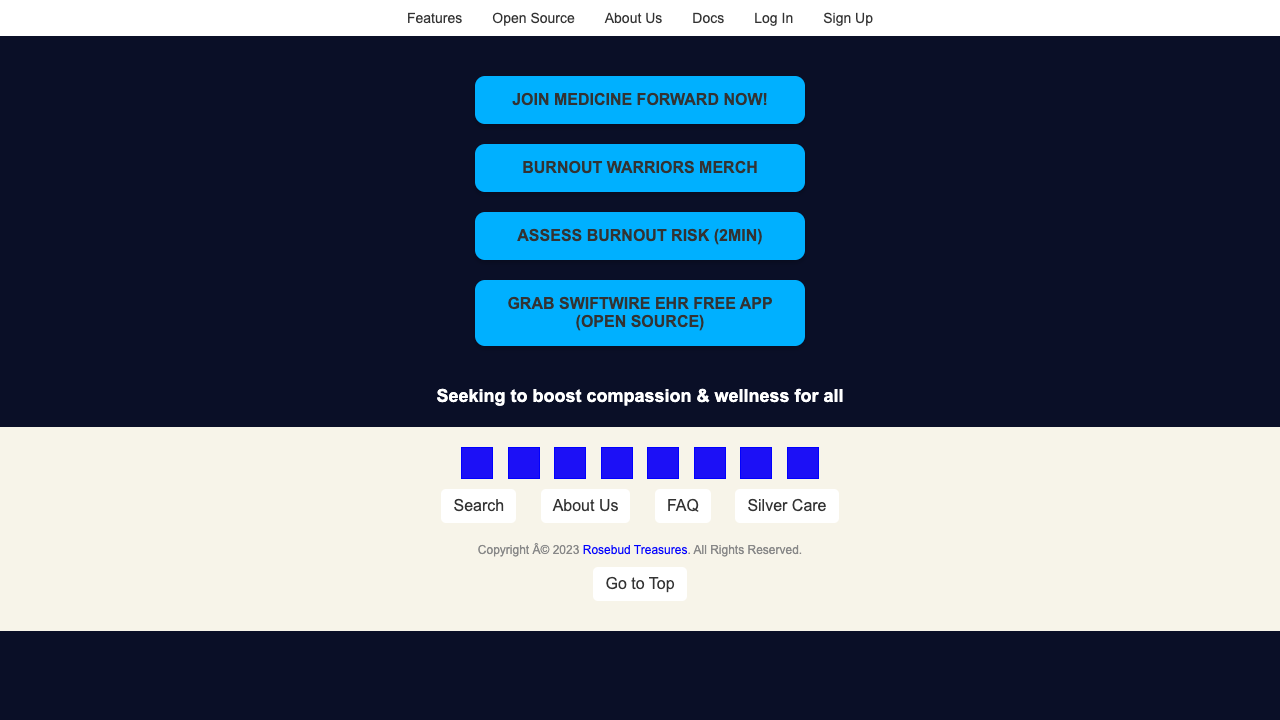 Features Open Source About Us Docs Log In Sign Up
JOIN MEDICINE FORWARD NOW!
BURNOUT WARRIORS MERCH
ASSESS BURNOUT RISK (2MIN)
GRAB SWIFTWIRE EHR FREE APP
(OPEN SOURCE)
Seeking to boost compassion & wellness for all
Search About Us FAQ Silver Care
Copyright Â© 2023 Rosebud Treasures. All Rights Reserved.
Go to Top